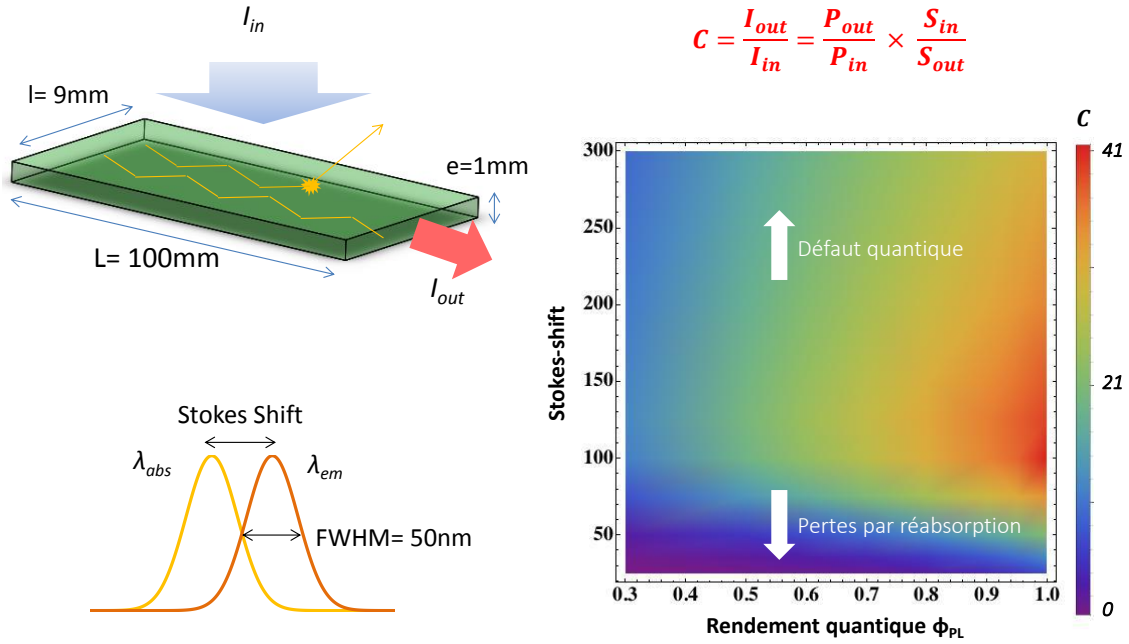 I_in
l= 9mm
e=1mm
L= 100mm
I_out
C = I_out / I_in = P_out / P_in × S_in / S_out
Stokes Shift
λ_abs
λ_em
FWHM= 50nm
C
41
21
0
Stokes-shift
300
250
200
150
100
50
Défaut quantique
Pertes par réabsorption
0.3 0.4 0.5 0.6 0.7 0.8 0.9 1.0
Rendement quantique ϕ_PL